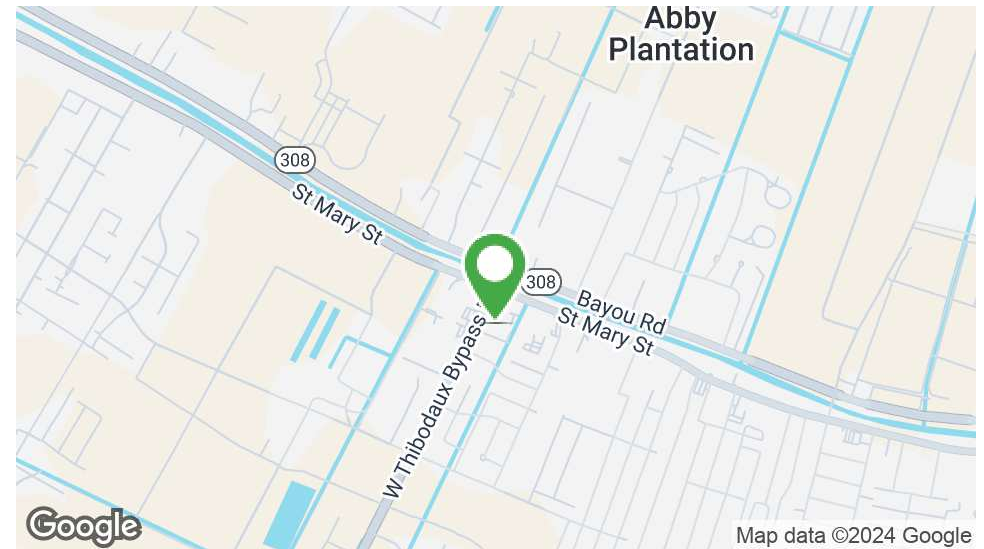 Abby
Plantation
308
St Mary St
308
Bayou Rd
St Mary St
W Thibodaux Bypass
Google
Map data ©2024 Google